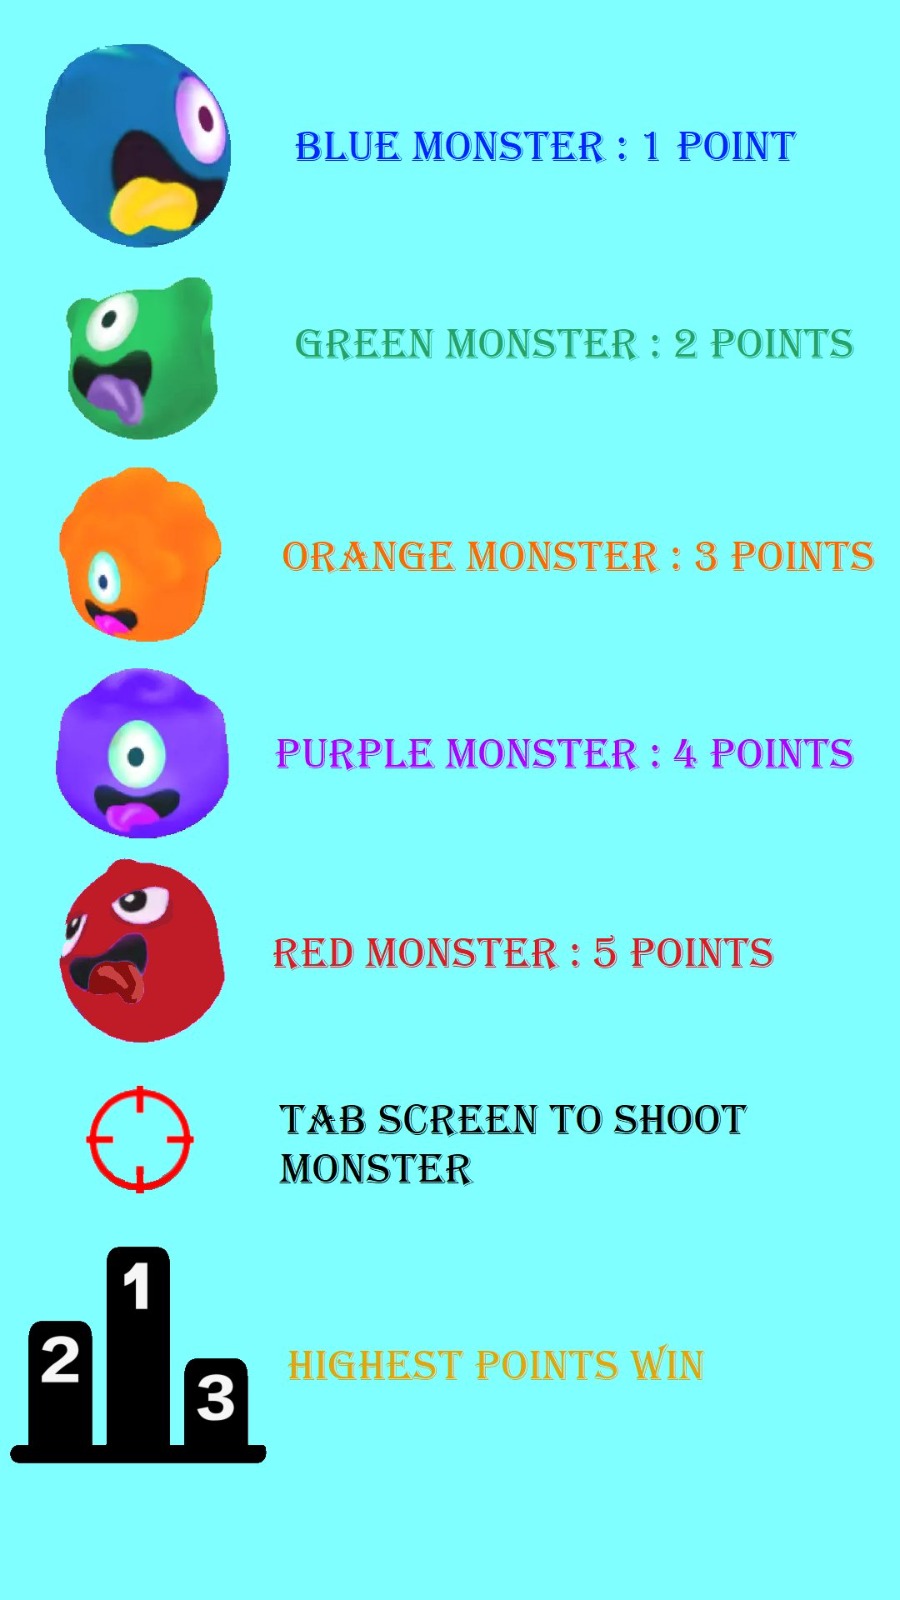 BLUE MONSTER : 1 POINT
GREEN MONSTER : 2 POINTS
ORANGE MONSTER : 3 POINTS
PURPLE MONSTER : 4 POINTS
RED MONSTER : 5 POINTS
TAB SCREEN TO SHOOT
MONSTER
1
2
3
HIGHEST POINTS WIN